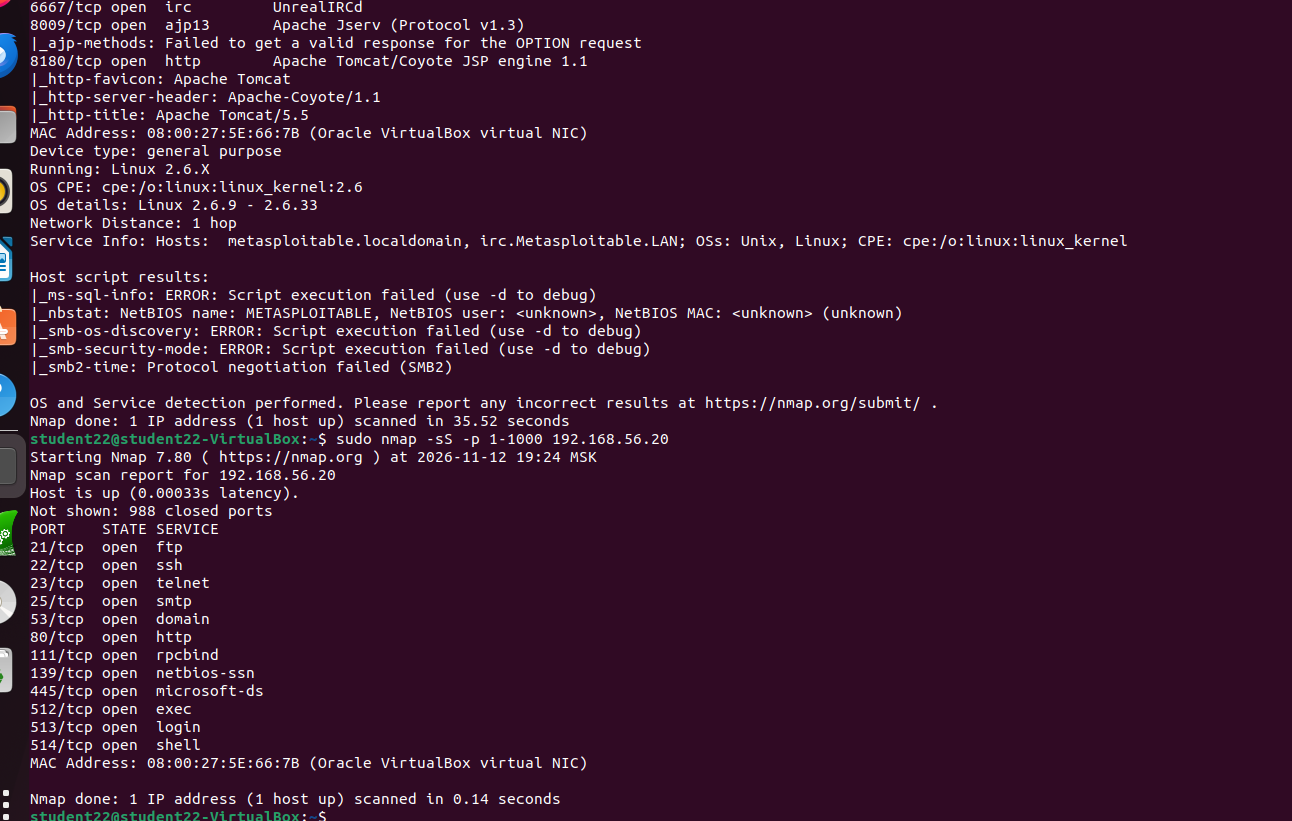 6667/tcp open  irc         UnrealIRCd
8009/tcp open  ajp13       Apache Jserv (Protocol v1.3)
|_ajp-methods: Failed to get a valid response for the OPTION request
8180/tcp open  http        Apache Tomcat/Coyote JSP engine 1.1
|_http-favicon: Apache Tomcat
|_http-server-header: Apache-Coyote/1.1
|_http-title: Apache Tomcat/5.5
MAC Address: 08:00:27:5E:66:7B (Oracle VirtualBox virtual NIC)
Device type: general purpose
Running: Linux 2.6.X
OS CPE: cpe:/o:linux:linux_kernel:2.6
OS details: Linux 2.6.9 - 2.6.33
Network Distance: 1 hop
Service Info: Hosts:  metasploitable.localdomain, irc.Metasploitable.LAN; OSs: Unix, Linux; CPE: cpe:/o:linux:linux_kernel

Host script results:
|_ms-sql-info: ERROR: Script execution failed (use -d to debug)
|_nbstat: NetBIOS name: METASPLOITABLE, NetBIOS user: <unknown>, NetBIOS MAC: <unknown> (unknown)
|_smb-os-discovery: ERROR: Script execution failed (use -d to debug)
|_smb-security-mode: ERROR: Script execution failed (use -d to debug)
|_smb2-time: Protocol negotiation failed (SMB2)

OS and Service detection performed. Please report any incorrect results at https://nmap.org/submit/ .
Nmap done: 1 IP address (1 host up) scanned in 35.52 seconds
student22@student22-VirtualBox:~$ sudo nmap -sS -p 1-1000 192.168.56.20
Starting Nmap 7.80 ( https://nmap.org ) at 2026-11-12 19:24 MSK
Nmap scan report for 192.168.56.20
Host is up (0.00033s latency).
Not shown: 988 closed ports
PORT    STATE SERVICE
21/tcp  open  ftp
22/tcp  open  ssh
23/tcp  open  telnet
25/tcp  open  smtp
53/tcp  open  domain
80/tcp  open  http
111/tcp open  rpcbind
139/tcp open  netbios-ssn
445/tcp open  microsoft-ds
512/tcp open  exec
513/tcp open  login
514/tcp open  shell
MAC Address: 08:00:27:5E:66:7B (Oracle VirtualBox virtual NIC)

Nmap done: 1 IP address (1 host up) scanned in 0.14 seconds
student22@student22-VirtualBox:~$